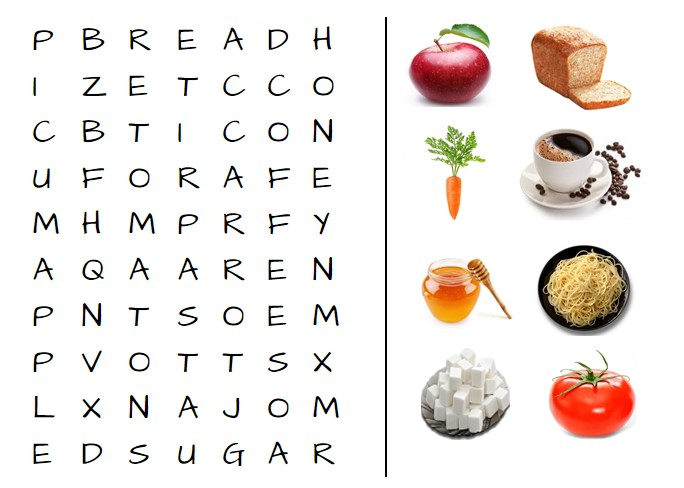 P B R E A D H
I Z E T C C O
C B T I C O N
U F O R A F E
M H M P R F Y
A Q A A R E N
P N T S O E M
P V O T T S X
L X N A J O M
E D S U G A R